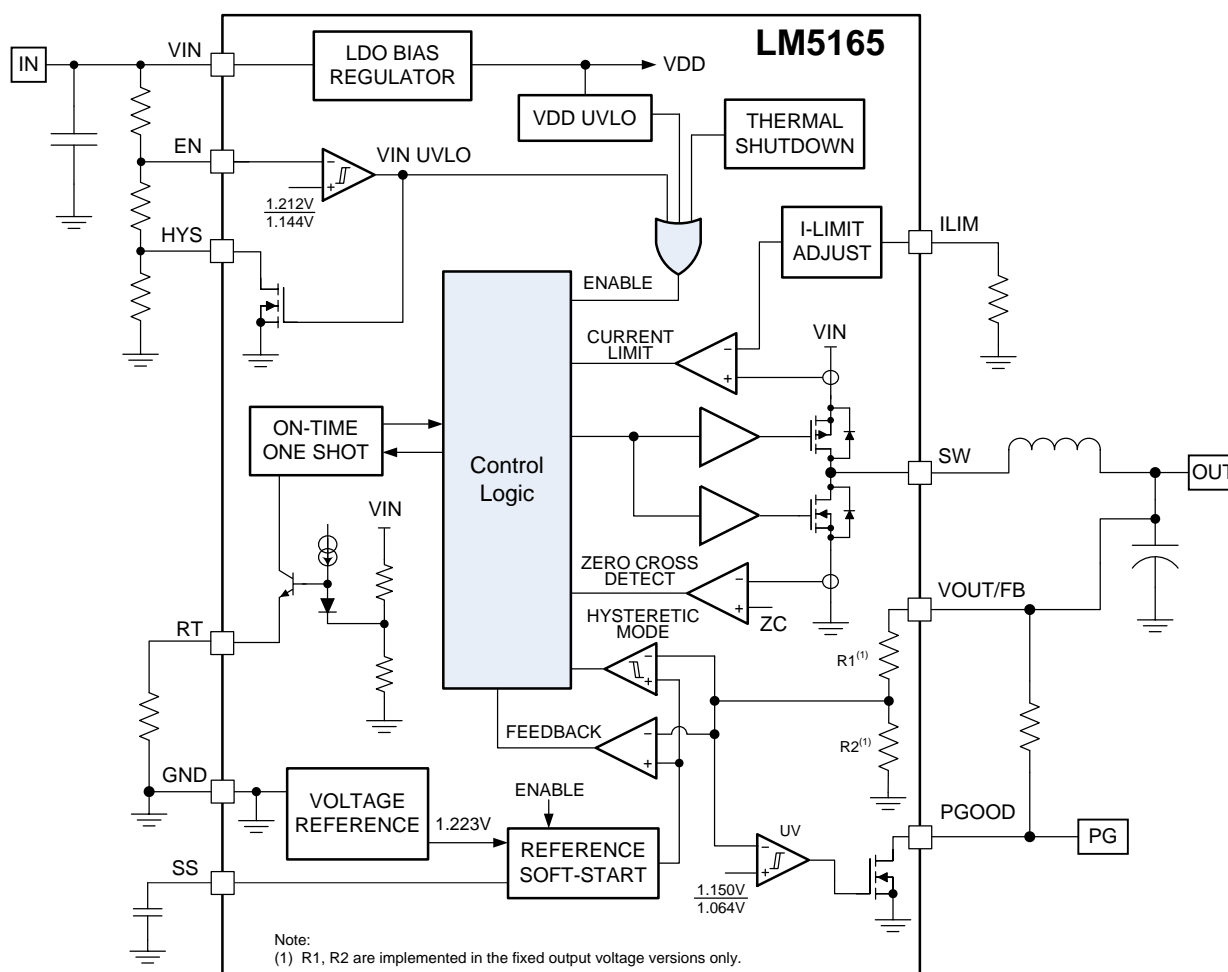 LM5165
IN
VIN
LDO BIAS
REGULATOR
VDD
VDD UVLO
THERMAL
SHUTDOWN
EN
VIN UVLO
1.212V
1.144V
HYS
I-LIMIT
ADJUST
ILIM
ENABLE
CURRENT
LIMIT
VIN
ON-TIME
ONE SHOT
Control
Logic
SW
OUT
VIN
ZERO CROSS
DETECT
ZC
VOUT/FB
HYSTERETIC
MODE
RT
R1(1)
FEEDBACK
R2(1)
GND
VOLTAGE
REFERENCE
1.223V
ENABLE
REFERENCE
SOFT-START
UV
PGOOD
PG
SS
1.150V
1.064V
Note:
(1) R1, R2 are implemented in the fixed output voltage versions only.